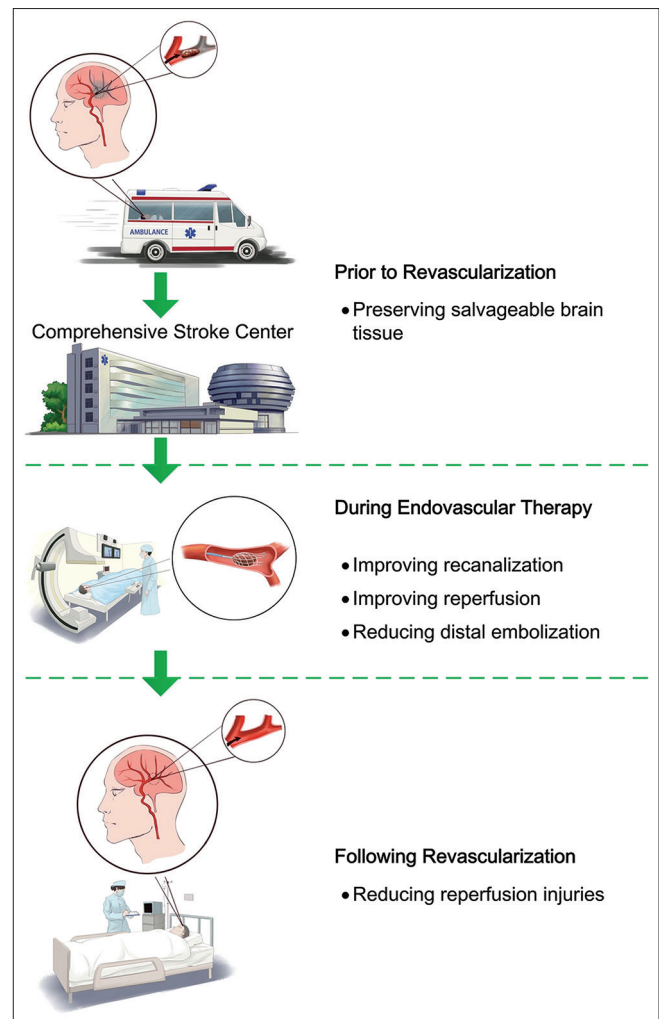 AMBULANCE
Prior to Revascularization
• Preserving salvageable brain
tissue
Comprehensive Stroke Center
During Endovascular Therapy
• Improving recanalization
• Improving reperfusion
• Reducing distal embolization
Following Revascularization
• Reducing reperfusion injuries